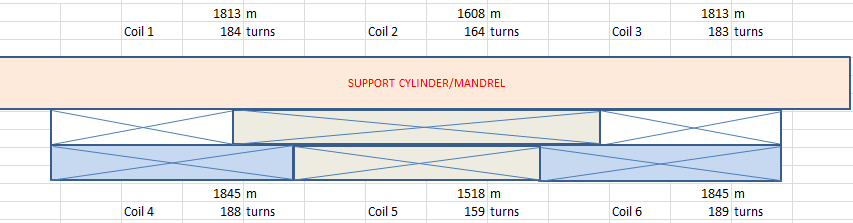 1813 m 1608 m 1813 m
Coil 1 184 turns Coil 2 164 turns Coil 3 183 turns
SUPPORT CYLINDER/MANDREL
1845 m 1518 m 1845 m
Coil 4 188 turns Coil 5 159 turns Coil 6 189 turns